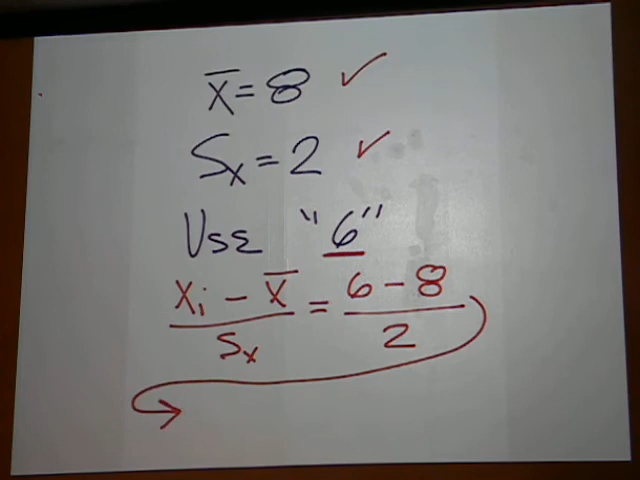 x̄ = 8 ✓
Sx = 2 ✓
USE "6"
(xi - x̄)/Sx = (6 - 8)/2